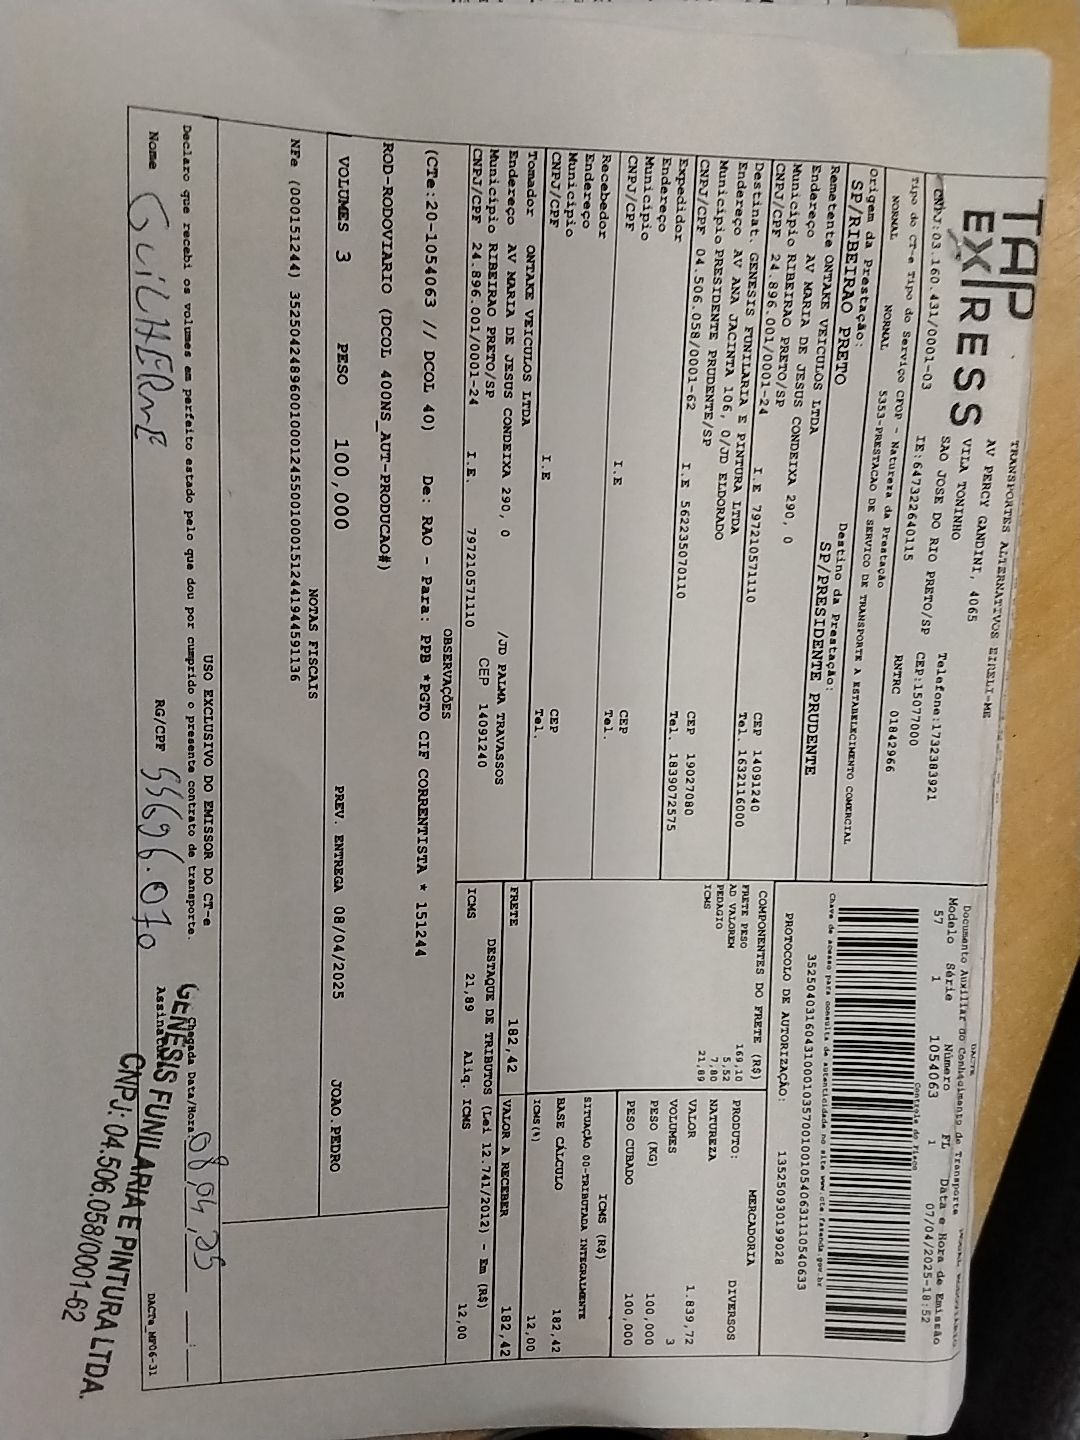 TAP
EXPRESS
TRANSPORTES ALTERNATIVOS EIRELI-ME
AV PERCY GANDINI, 4065
VILA TONINHO
SAO JOSE DO RIO PRETO/SP
Telefone:1732383921
CNPJ:03.160.431/0001-03 IE:647322640115 CEP:15077000
Tipo do CT-e Tipo do Serviço CFOP - Natureza da Prestação RNTRC 01842966
NORMAL NORMAL 5353-PRESTACAO DE SERVICO DE TRANSPORTE A ESTABELECIMENTO COMERCIAL
Origem da Prestação: Destino da Prestação:
SP/RIBEIRAO PRETO SP/PRESIDENTE PRUDENTE
DACTE
Documento Auxiliar do Conhecimento de Transporte
Modelo Série Número FL Data e Hora de Emissão
57 1 1054063 1 07/04/2025-18:52
Controle do Fisco
Chave de acesso para consulta de autenticidade no site www.cte.fazenda.gov.br
35250403160431000103570010010540631110540633
PROTOCOLO DE AUTORIZAÇÃO: 135250930199028
Remetente ONTAKE VEICULOS LTDA
Endereço AV MARIA DE JESUS CONDEIXA 290, 0
Município RIBEIRAO PRETO/SP CEP 14091240
CNPJ/CPF 24.896.001/0001-24 I.E 797210571110 Tel. 1632116000
Destinat. GENESIS FUNILARIA E PINTURA LTDA
Endereço AV ANA JACINTA 106, 0/JD ELDORADO
Município PRESIDENTE PRUDENTE/SP CEP 19027080
CNPJ/CPF 04.506.058/0001-62 I.E 562235070110 Tel. 1839072575
Expedidor
Endereço
Município CEP
CNPJ/CPF I.E Tel.
Recebedor
Endereço
Município CEP
CNPJ/CPF I.E Tel.
Tomador ONTAKE VEICULOS LTDA
Endereço AV MARIA DE JESUS CONDEIXA 290, 0 /JD PALMA TRAVASSOS
Município RIBEIRAO PRETO/SP CEP 14091240
CNPJ/CPF 24.896.001/0001-24 I.E. 797210571110
COMPONENTES DO FRETE (R$)
FRETE PESO 169,10
AD VALOREM 5,52
PEDAGIO 7,80
ICMS 21,89
MERCADORIA
PRODUTO: DIVERSOS
NATUREZA
VALOR 1.839,72
VOLUMES 3
PESO (KG) 100,000
PESO CUBADO 100,000
ICMS (R$)
SITUAÇÃO 00-TRIBUTADA INTEGRALMENTE
BASE CÁLCULO 182,42
ICMS(%) 12,00
FRETE 182,42 VALOR A RECEBER 182,42
DESTAQUE DE TRIBUTOS (Lei 12.741/2012) - Em (R$)
ICMS 21,89 Aliq. ICMS 12,00
OBSERVAÇÕES
(CTe:20-1054063 // DCOL 40) De: RAO - Para: PPB *PGTO CIF CORRENTISTA * 151244
ROD-RODOVIARIO (DCOL 400NS_AUT-PRODUCAO#)
VOLUMES 3 PESO 100,000 PREV. ENTREGA 08/04/2025 JOAO.PEDRO
NOTAS FISCAIS
NFe (000151244) 35250424896001000124550010001512441944591136
USO EXCLUSIVO DO EMISSOR DO CT-e
Declaro que recebi os volumes em perfeito estado pelo que dou por cumprido o presente contrato de transporte.
Chegada Data/Hora 08,04,25
Nome GUILHERME RG/CPF
GENESIS FUNILARIA E PINTURA LTDA.
CNPJ: 04.506.058/0001-62
DACTe_MF06-31